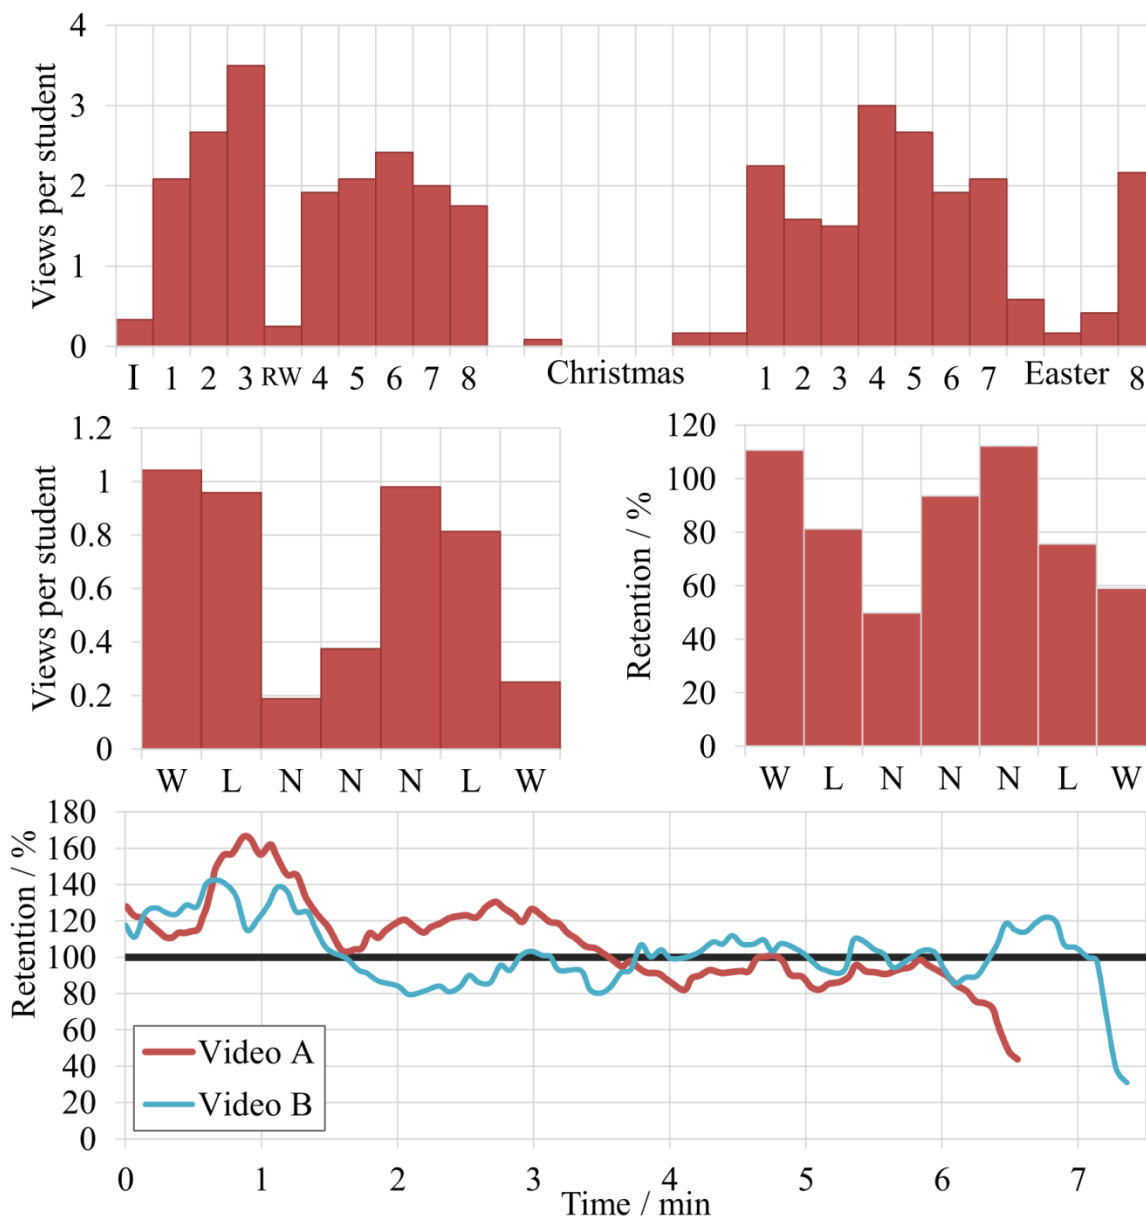 Views per student
4
3
2
1
0
I 1 2 3 RW 4 5 6 7 8 Christmas 1 2 3 4 5 6 7 Easter 8
Views per student
1.2
1
0.8
0.6
0.4
0.2
0
W L N N N L W
Retention / %
120
100
80
60
40
20
0
W L N N N L W
Retention / %
180
160
140
120
100
80
60
40
20
0
Video A
Video B
0 1 2 3 4 5 6 7
Time / min